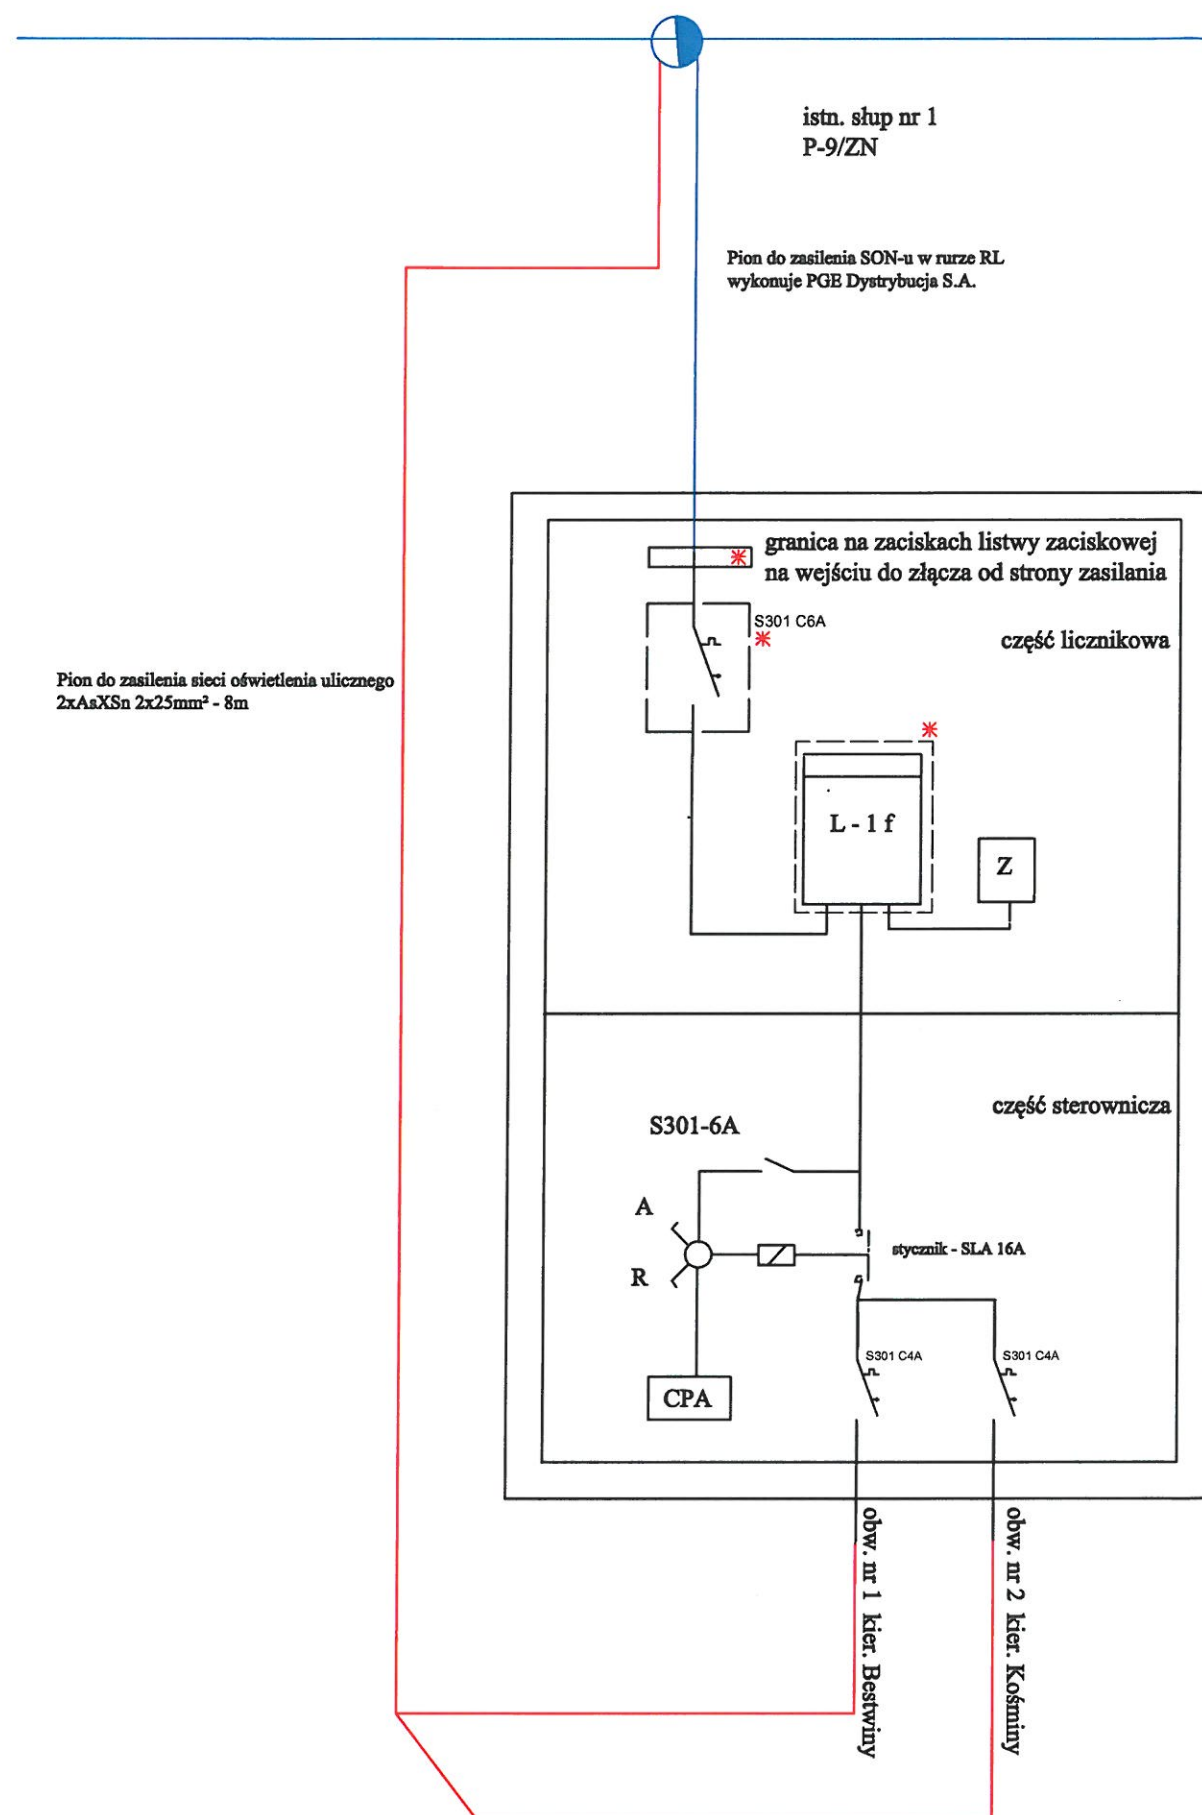 istn. słup nr 1
P-9/ZN
Pion do zasilenia SON-u w rurze RL
wykonuje PGE Dystrybucja S.A.
granica na zaciskach listwy zaciskowej
na wejściu do złącza od strony zasilania
S301 C6A
część licznikowa
Pion do zasilenia sieci oświetlenia ulicznego
2xAsXSn 2x25mm² - 8m
L - 1 f
Z
część sterownicza
S301-6A
A
R
stycznik - SLA 16A
S301 C4A
S301 C4A
CPA
obw. nr 1 kier. Bestwiny
obw. nr 2 kier. Kośminy